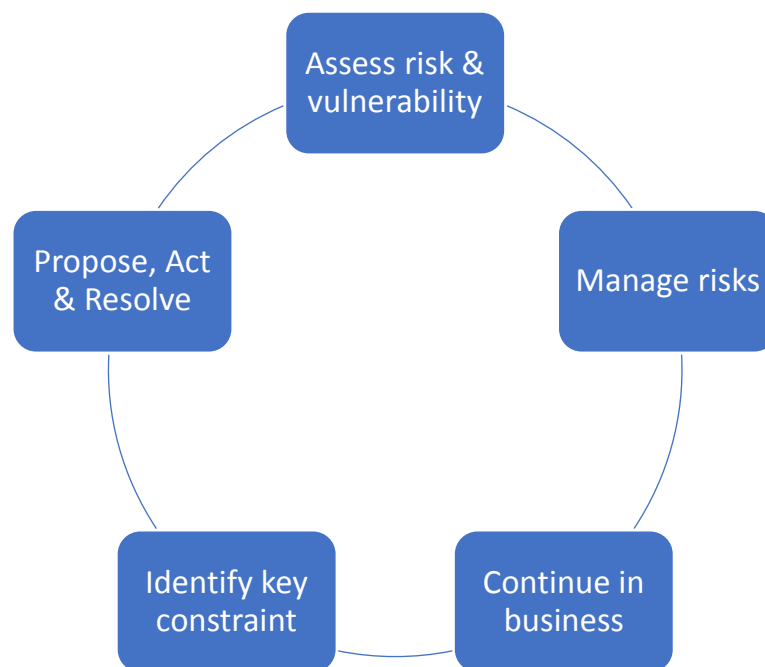 Assess risk &
vulnerability
Manage risks
Continue in
business
Identify key
constraint
Propose, Act
& Resolve